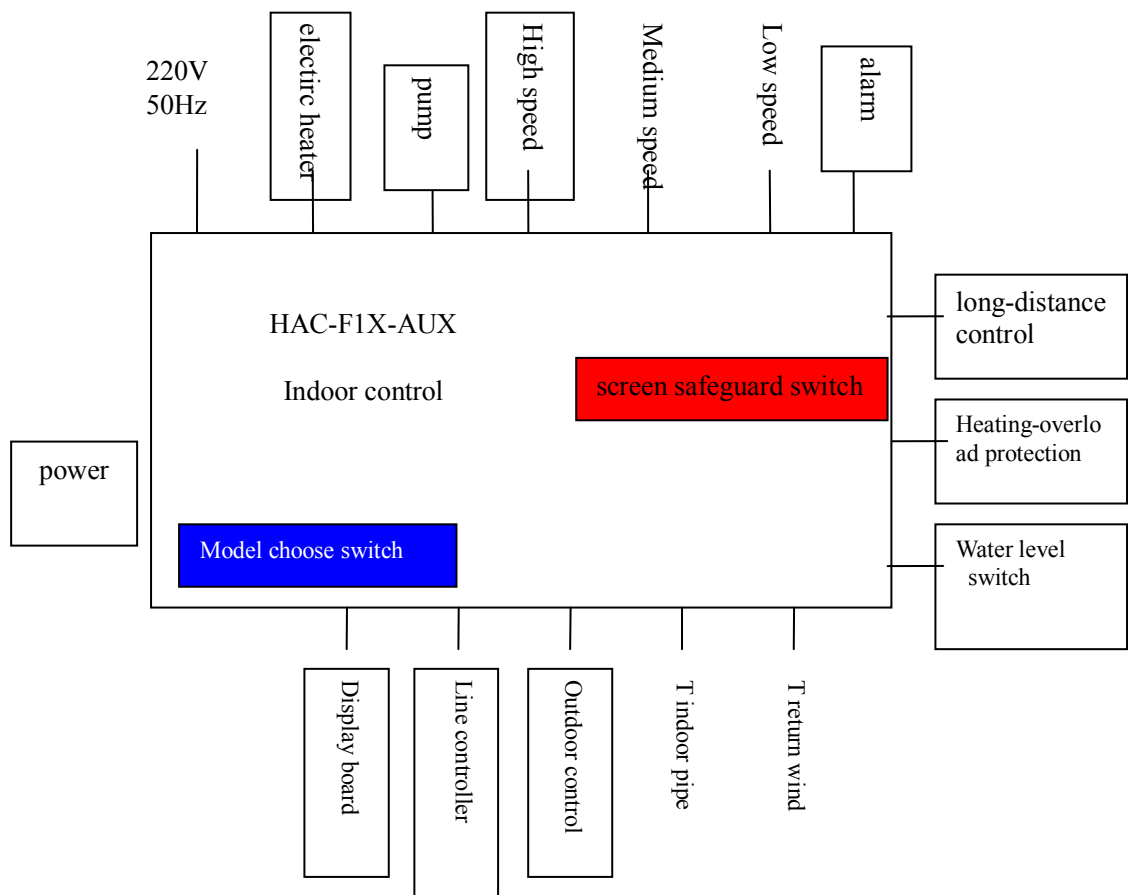 220V
50Hz
electirc heater
pump
High speed
Medium speed
Low speed
alarm
HAC-F1X-AUX
Indoor control
screen safeguard switch
long-distance
control
Heating-overlo
ad protection
power
Model choose switch
Water level
switch
Display board
Line controller
Outdoor control
T indoor pipe
T return wind